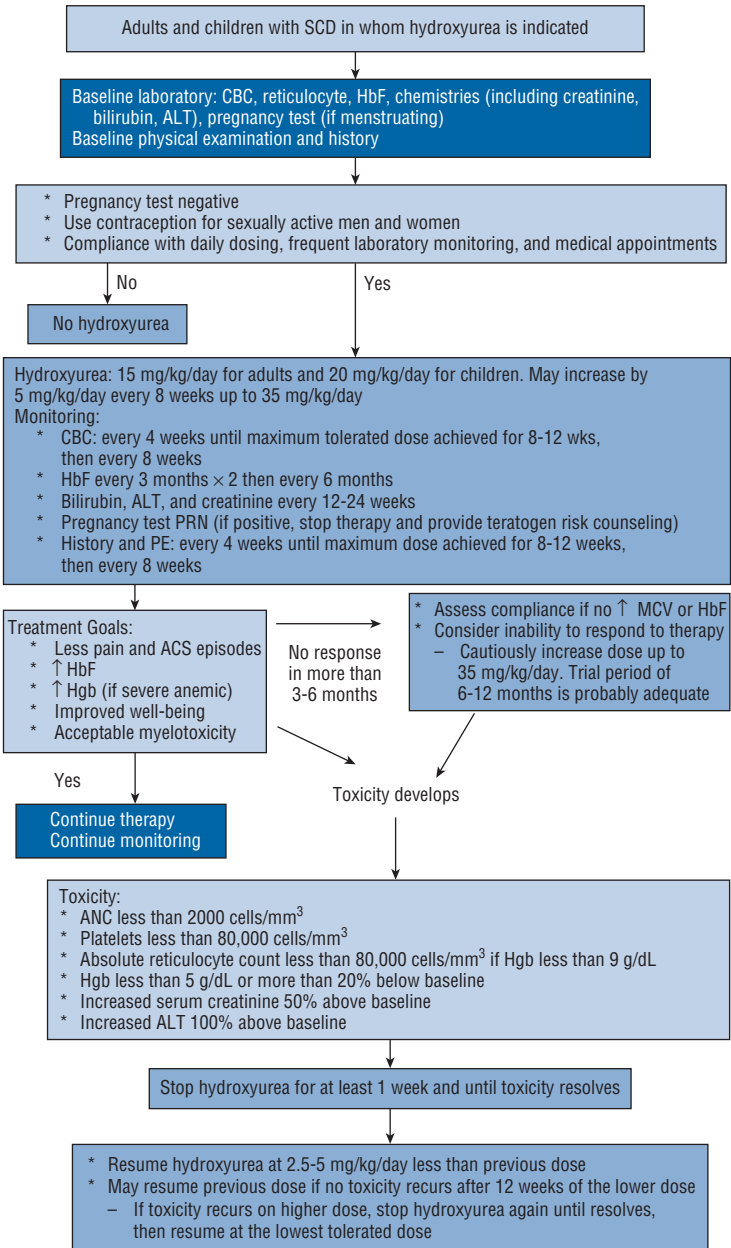 Adults and children with SCD in whom hydroxyurea is indicated
Baseline laboratory: CBC, reticulocyte, HbF, chemistries (including creatinine,
bilirubin, ALT), pregnancy test (if menstruating)
Baseline physical examination and history
* Pregnancy test negative
* Use contraception for sexually active men and women
* Compliance with daily dosing, frequent laboratory monitoring, and medical appointments
No
Yes
No hydroxyurea
Hydroxyurea: 15 mg/kg/day for adults and 20 mg/kg/day for children. May increase by
5 mg/kg/day every 8 weeks up to 35 mg/kg/day
Monitoring:
* CBC: every 4 weeks until maximum tolerated dose achieved for 8-12 wks,
then every 8 weeks
* HbF every 3 months × 2 then every 6 months
* Bilirubin, ALT, and creatinine every 12-24 weeks
* Pregnancy test PRN (if positive, stop therapy and provide teratogen risk counseling)
* History and PE: every 4 weeks until maximum dose achieved for 8-12 weeks,
then every 8 weeks
Treatment Goals:
* Less pain and ACS episodes
* ↑ HbF
* ↑ Hgb (if severe anemic)
* Improved well-being
* Acceptable myelotoxicity
No response
in more than
3-6 months
* Assess compliance if no ↑ MCV or HbF
* Consider inability to respond to therapy
– Cautiously increase dose up to
35 mg/kg/day. Trial period of
6-12 months is probably adequate
Yes
Continue therapy
Continue monitoring
Toxicity develops
Toxicity:
* ANC less than 2000 cells/mm³
* Platelets less than 80,000 cells/mm³
* Absolute reticulocyte count less than 80,000 cells/mm³ if Hgb less than 9 g/dL
* Hgb less than 5 g/dL or more than 20% below baseline
* Increased serum creatinine 50% above baseline
* Increased ALT 100% above baseline
Stop hydroxyurea for at least 1 week and until toxicity resolves
* Resume hydroxyurea at 2.5-5 mg/kg/day less than previous dose
* May resume previous dose if no toxicity recurs after 12 weeks of the lower dose
– If toxicity recurs on higher dose, stop hydroxyurea again until resolves,
then resume at the lowest tolerated dose